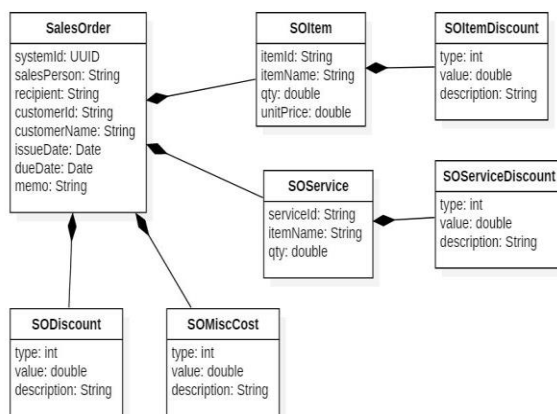 SalesOrder
systemId: UUID
salesPerson: String
recipient: String
customerId: String
customerName: String
issueDate: Date
dueDate: Date
memo: String
SOItem
itemId: String
itemName: String
qty: double
unitPrice: double
SOItemDiscount
type: int
value: double
description: String
SOService
serviceId: String
itemName: String
qty: double
SOServiceDiscount
type: int
value: double
description: String
SODiscount
type: int
value: double
description: String
SOMiscCost
type: int
value: double
description: String